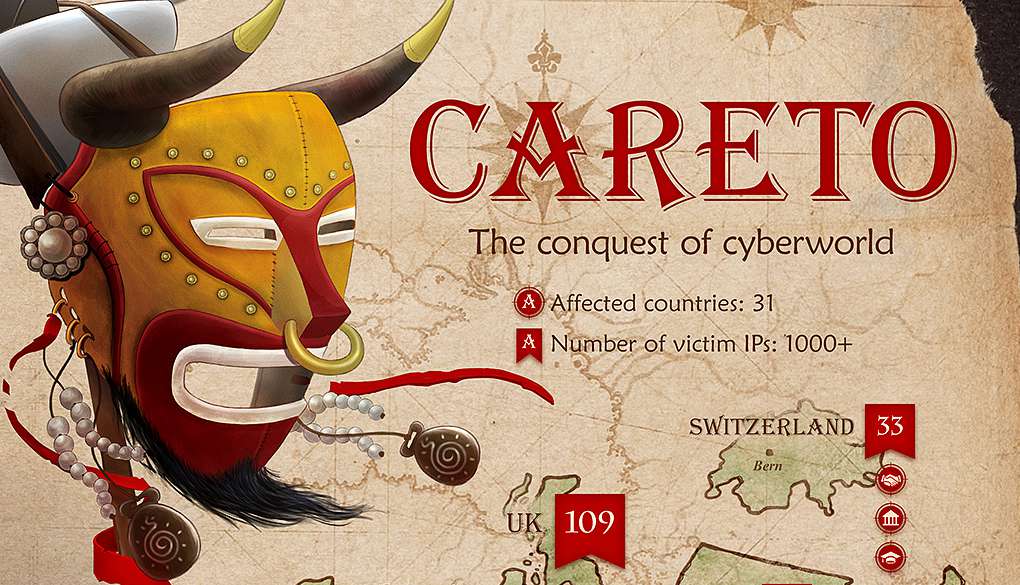 CARETO
The conquest of cyberworld
A Affected countries: 31
A Number of victim IPs: 1000+
SWITZERLAND 33
Bern
UK 109